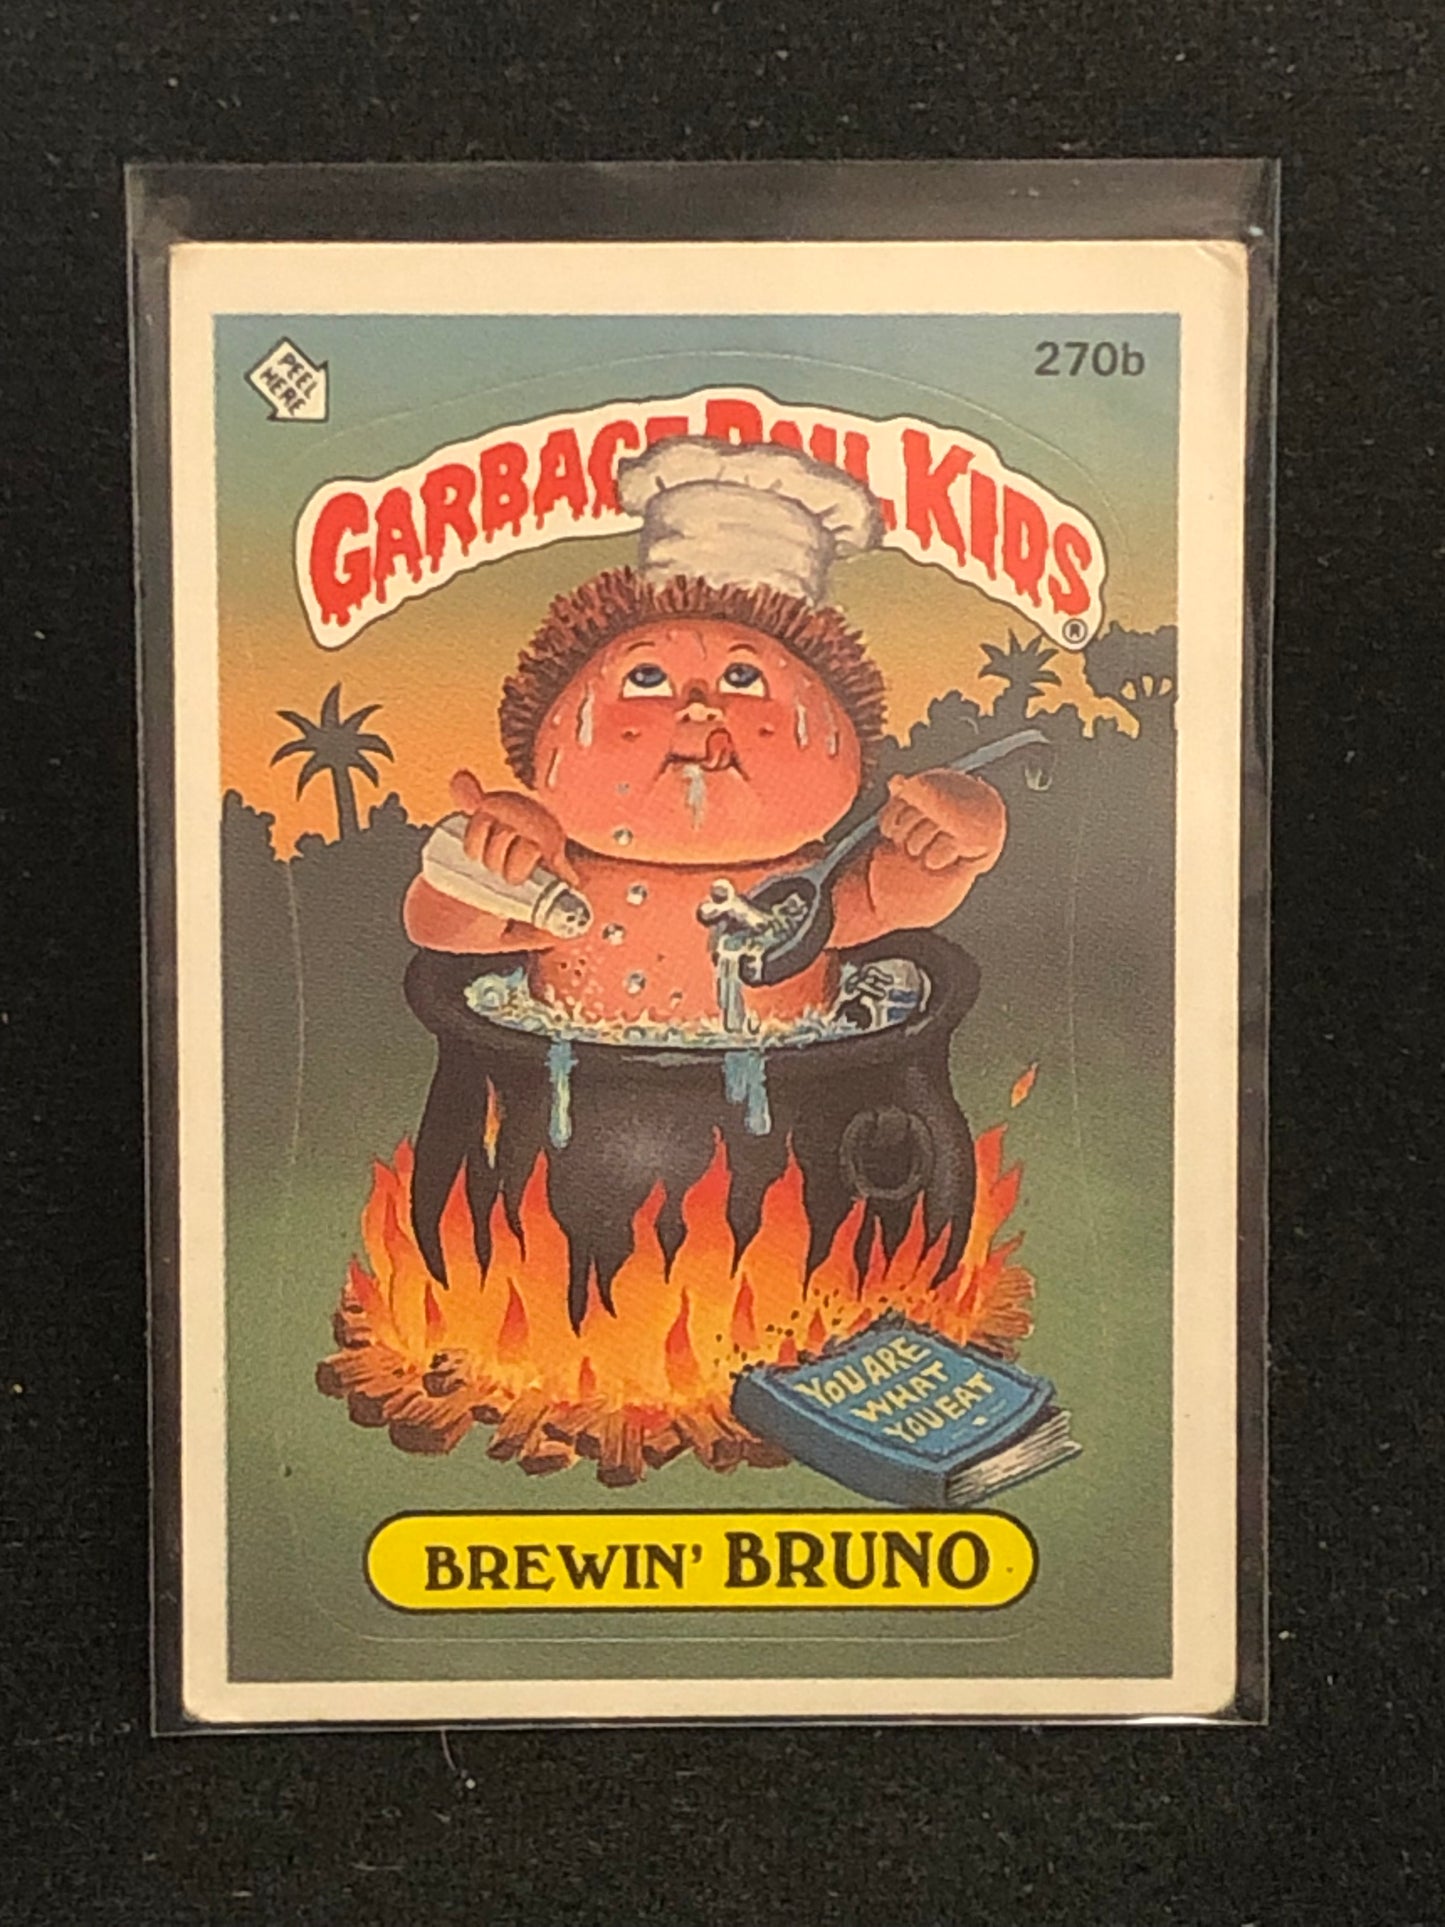 PEEL
HERE
270b
GARBAGE PAIL KIDS
®
YOU ARE
WHAT
YOU EAT
BREWIN' BRUNO